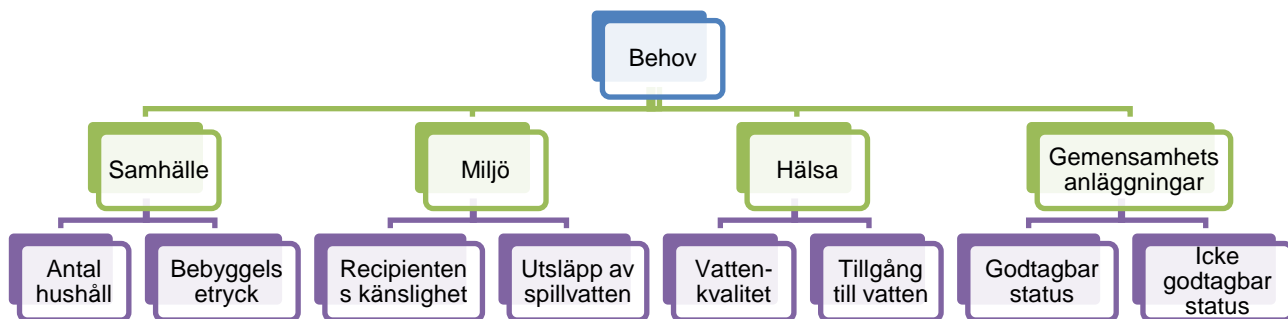 Behov
Samhälle
Miljö
Hälsa
Gemensamhets
anläggningar
Antal
hushåll
Bebyggels
etryck
Recipienten
s känslighet
Utsläpp av
spillvatten
Vatten-
kvalitet
Tillgång
till vatten
Godtagbar
status
Icke
godtagbar
status